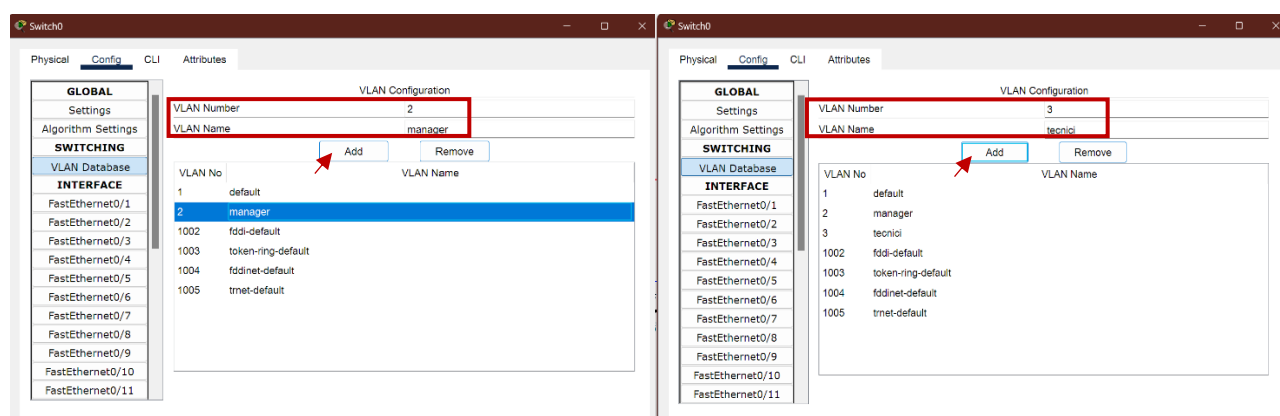 Switch0
Physical Config CLI Attributes
GLOBAL
Settings
Algorithm Settings
SWITCHING
VLAN Database
INTERFACE
FastEthernet0/1
FastEthernet0/2
FastEthernet0/3
FastEthernet0/4
FastEthernet0/5
FastEthernet0/6
FastEthernet0/7
FastEthernet0/8
FastEthernet0/9
FastEthernet0/10
FastEthernet0/11
VLAN Configuration
VLAN Number 2
VLAN Name manager
Add Remove
VLAN No VLAN Name
1 default
2 manager
1002 fddi-default
1003 token-ring-default
1004 fddinet-default
1005 trnet-default
Switch0
Physical Config CLI Attributes
GLOBAL
Settings
Algorithm Settings
SWITCHING
VLAN Database
INTERFACE
FastEthernet0/1
FastEthernet0/2
FastEthernet0/3
FastEthernet0/4
FastEthernet0/5
FastEthernet0/6
FastEthernet0/7
FastEthernet0/8
FastEthernet0/9
FastEthernet0/10
FastEthernet0/11
VLAN Configuration
VLAN Number 3
VLAN Name tecnici
Add Remove
VLAN No VLAN Name
1 default
2 manager
3 tecnici
1002 fddi-default
1003 token-ring-default
1004 fddinet-default
1005 trnet-default